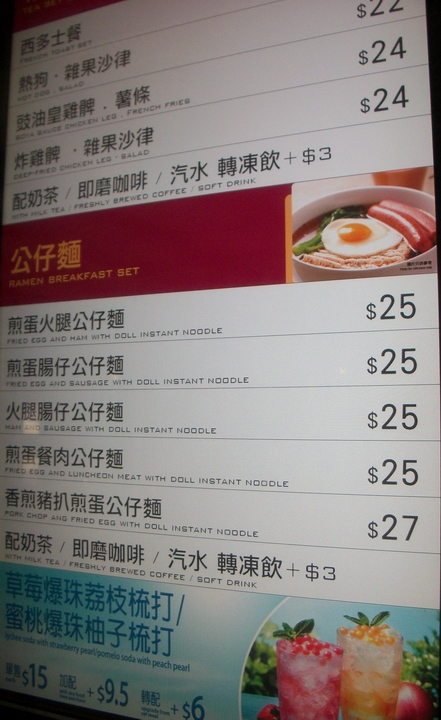 TEA SET
西多士餐
FRENCH TOAST SET
$22
熱狗．雜果沙律
HOT DOG . SALAD
$24
豉油皇雞髀．薯條
SOYA SAUCE CHICKEN LEG . FRENCH FRIES
$24
炸雞髀．雜果沙律
DEEP-FRIED CHICKEN LEG . SALAD
配奶茶 / 即磨咖啡 / 汽水 轉凍飲+$3
WITH MILK TEA / FRESHLY BREWED COFFEE / SOFT DRINK
公仔麵
RAMEN BREAKFAST SET
煎蛋火腿公仔麵 $25
FRIED EGG AND HAM WITH DOLL INSTANT NOODLE
煎蛋腸仔公仔麵 $25
FRIED EGG AND SAUSAGE WITH DOLL INSTANT NOODLE
火腿腸仔公仔麵 $25
HAM AND SAUSAGE WITH DOLL INSTANT NOODLE
煎蛋餐肉公仔麵 $25
FRIED EGG AND LUNCHEON MEAT WITH DOLL INSTANT NOODLE
香煎豬扒煎蛋公仔麵 $27
PORK CHOP ANG FRIED EGG WITH DOLL INSTANT NOODLE
配奶茶 / 即磨咖啡 / 汽水 轉凍飲+$3
WITH MILK TEA / FRESHLY BREWED COFFEE / SOFT DRINK
草莓爆珠荔枝梳打/
蜜桃爆珠柚子梳打
lychee soda with strawberry pearl/pomelo soda with peach pearl
單售 $15 加配 +$9.5 轉配 +$6